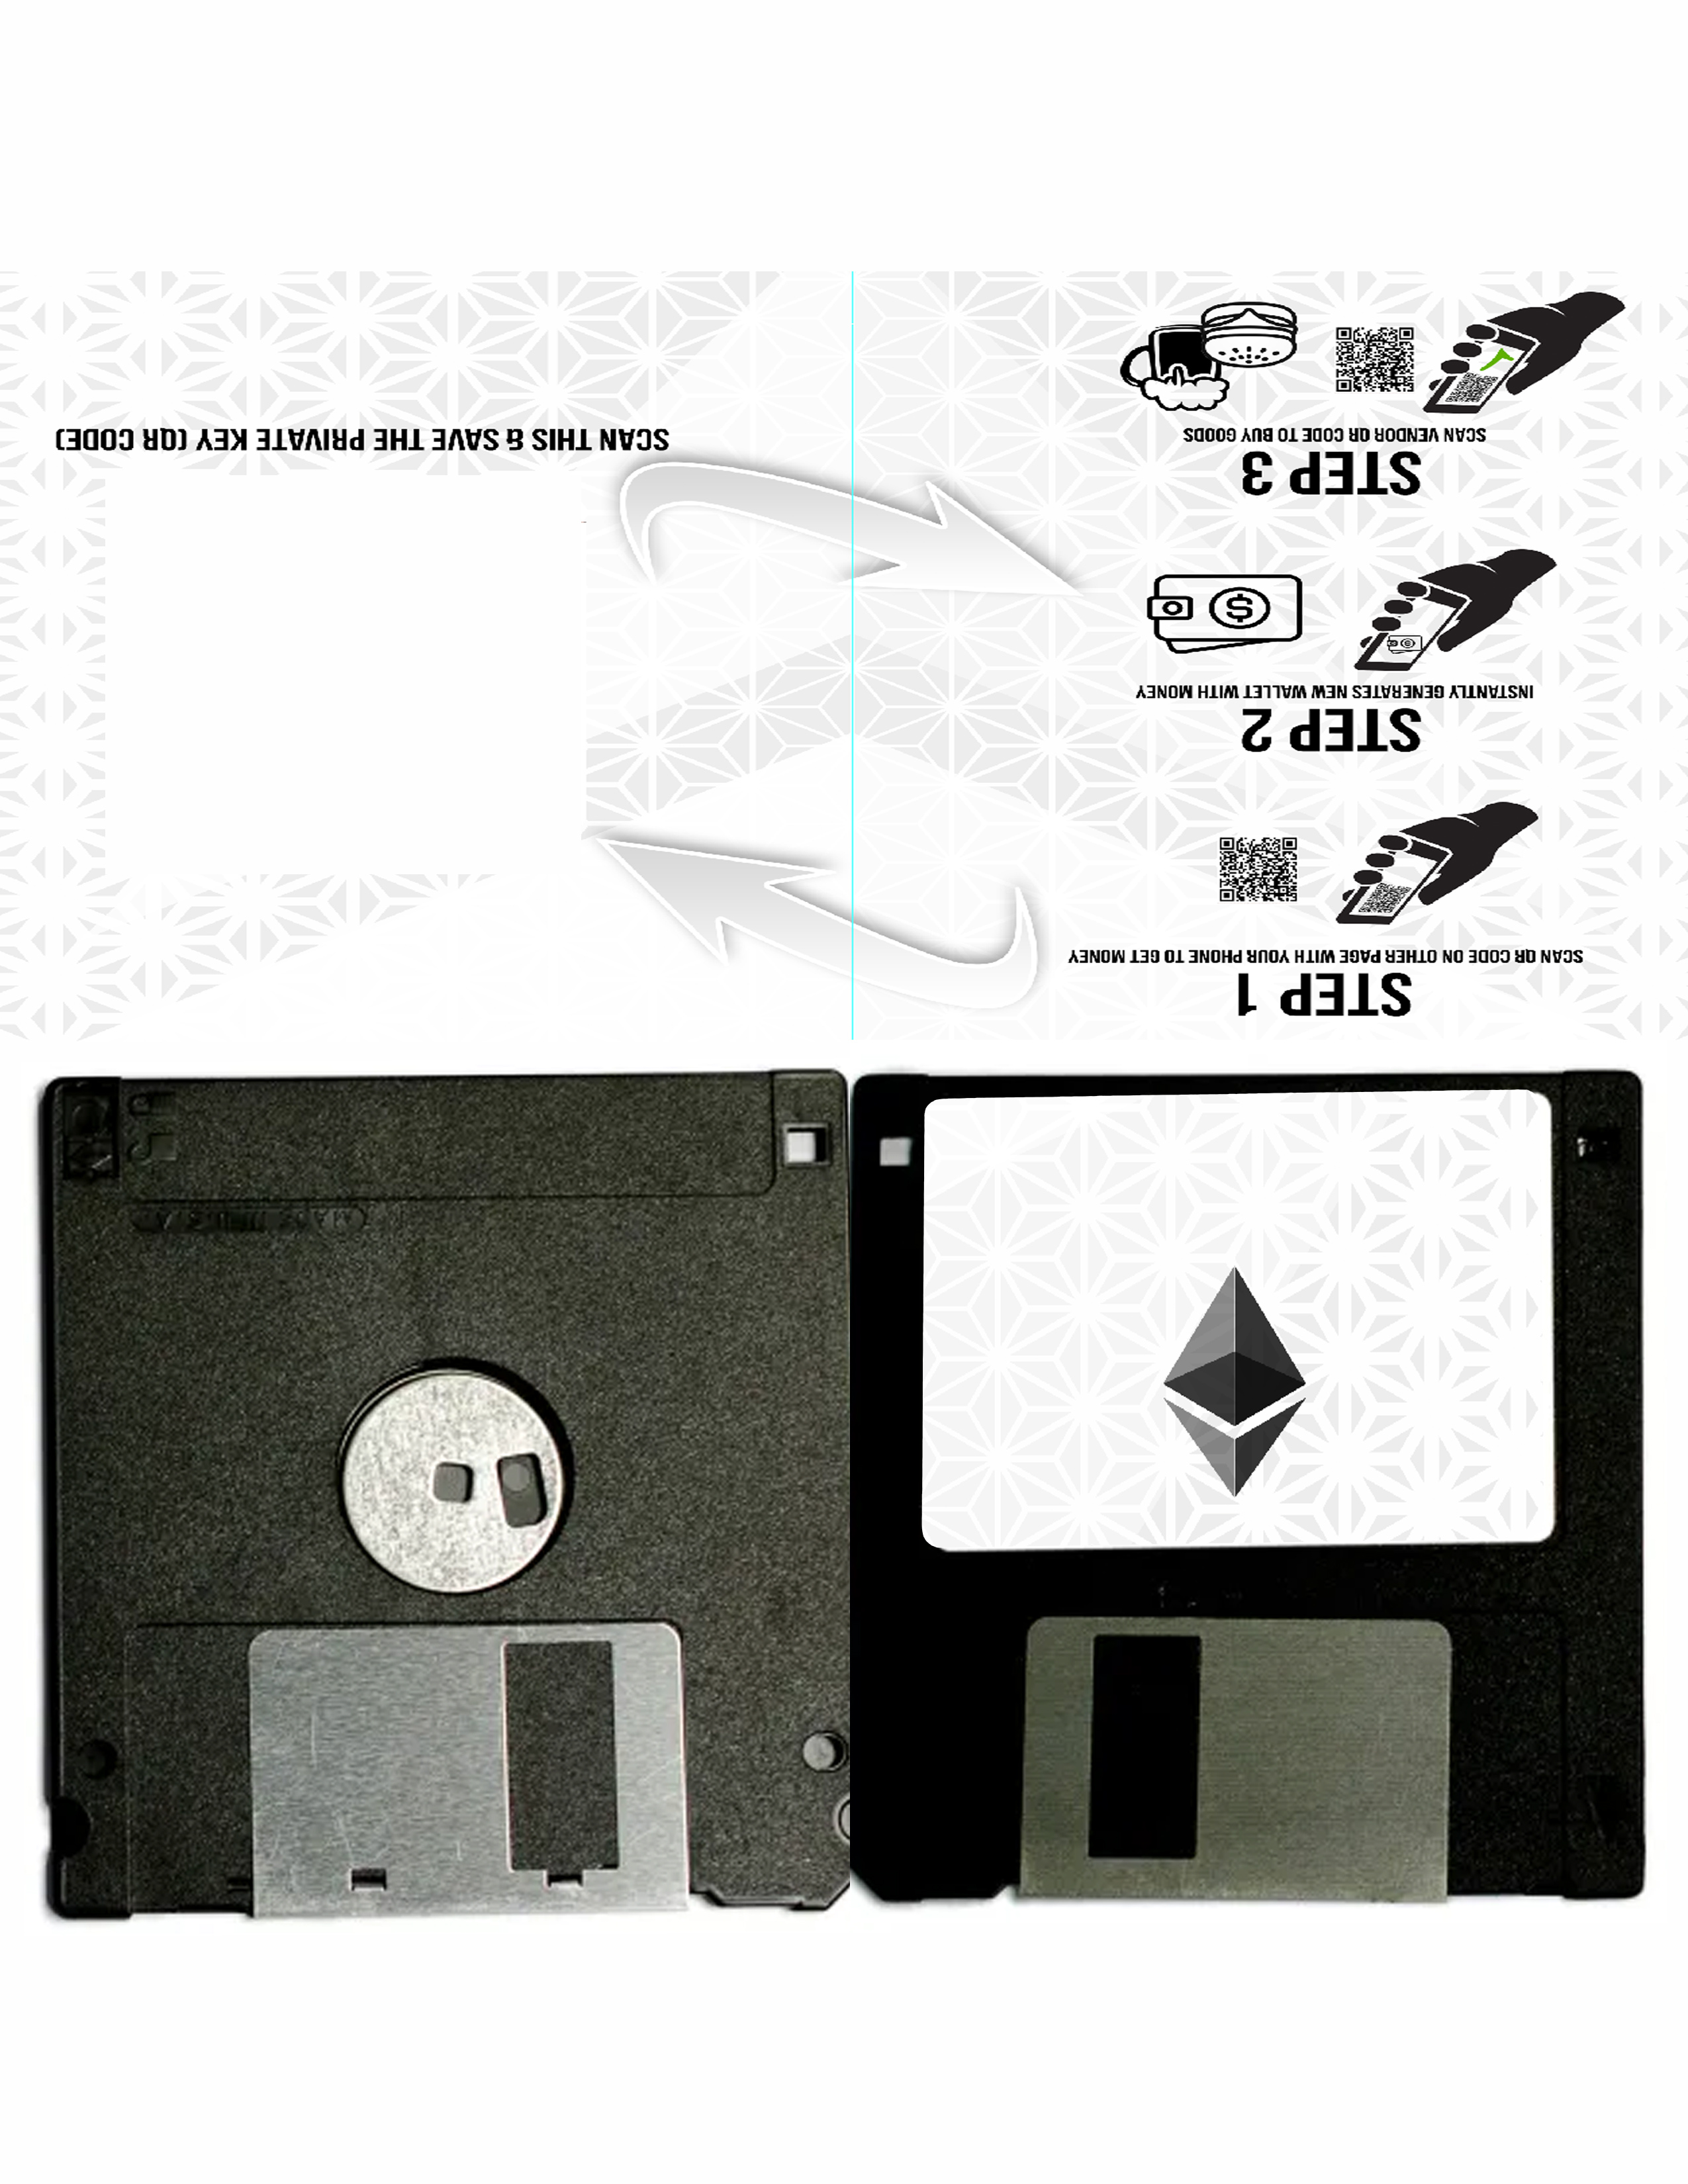 STEP 1
SCAN QR CODE ON OTHER PAGE WITH YOUR PHONE TO GET MONEY
STEP 2
INSTANTLY GENERATES NEW WALLET WITH MONEY
STEP 3
SCAN VENDOR QR CODE TO BUY GOODS
SCAN THIS & SAVE THE PRIVATE KEY (QR CODE)